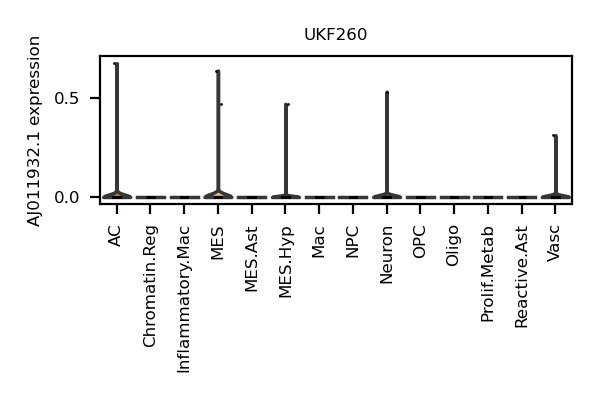 UKF260
AJ011932.1 expression
0.5
0.0
AC
Chromatin.Reg
Inflammatory.Mac
MES
MES.Ast
MES.Hyp
Mac
NPC
Neuron
OPC
Oligo
Prolif.Metab
Reactive.Ast
Vasc